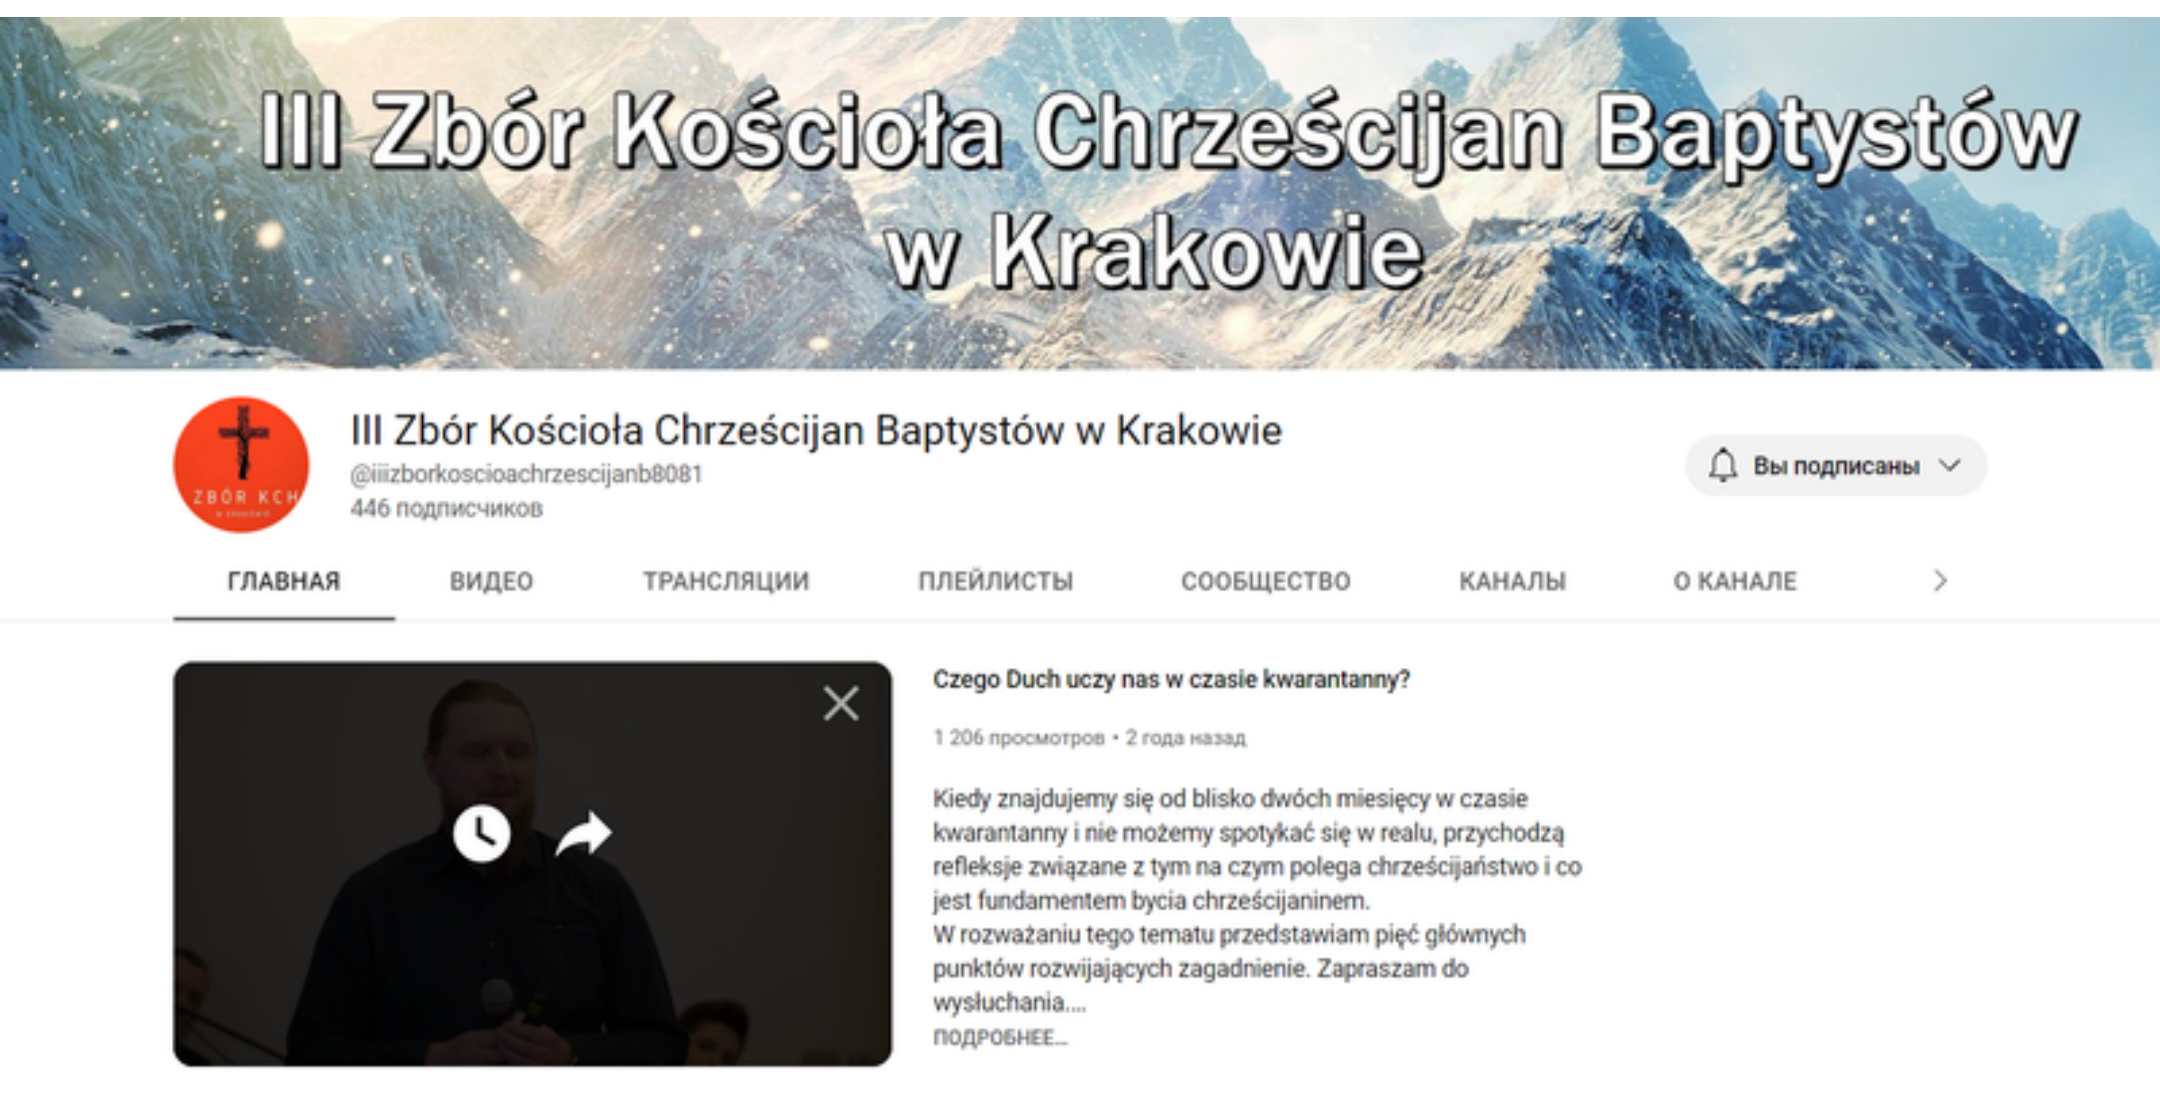 III Zbór Kościoła Chrześcijan Baptystów
w Krakowie
III Zbór Kościoła Chrześcijan Baptystów w Krakowie
@iiizborkoscioachrzescijanb8081
446 подписчиков
Вы подписаны
ZBÓR KCH
ГЛАВНАЯ ВИДЕО ТРАНСЛЯЦИИ ПЛЕЙЛИСТЫ СООБЩЕСТВО КАНАЛЫ О КАНАЛЕ
Czego Duch uczy nas w czasie kwarantanny?
1 206 просмотров • 2 года назад
Kiedy znajdujemy się od blisko dwóch miesięcy w czasie
kwarantanny i nie możemy spotykać się w realu, przychodzą
refleksje związane z tym na czym polega chrześcijaństwo i co
jest fundamentem bycia chrześcijaninem.
W rozważaniu tego tematu przedstawiam pięć głównych
punktów rozwijających zagadnienie. Zapraszam do
wysłuchania....
ПОДРОБНЕЕ...